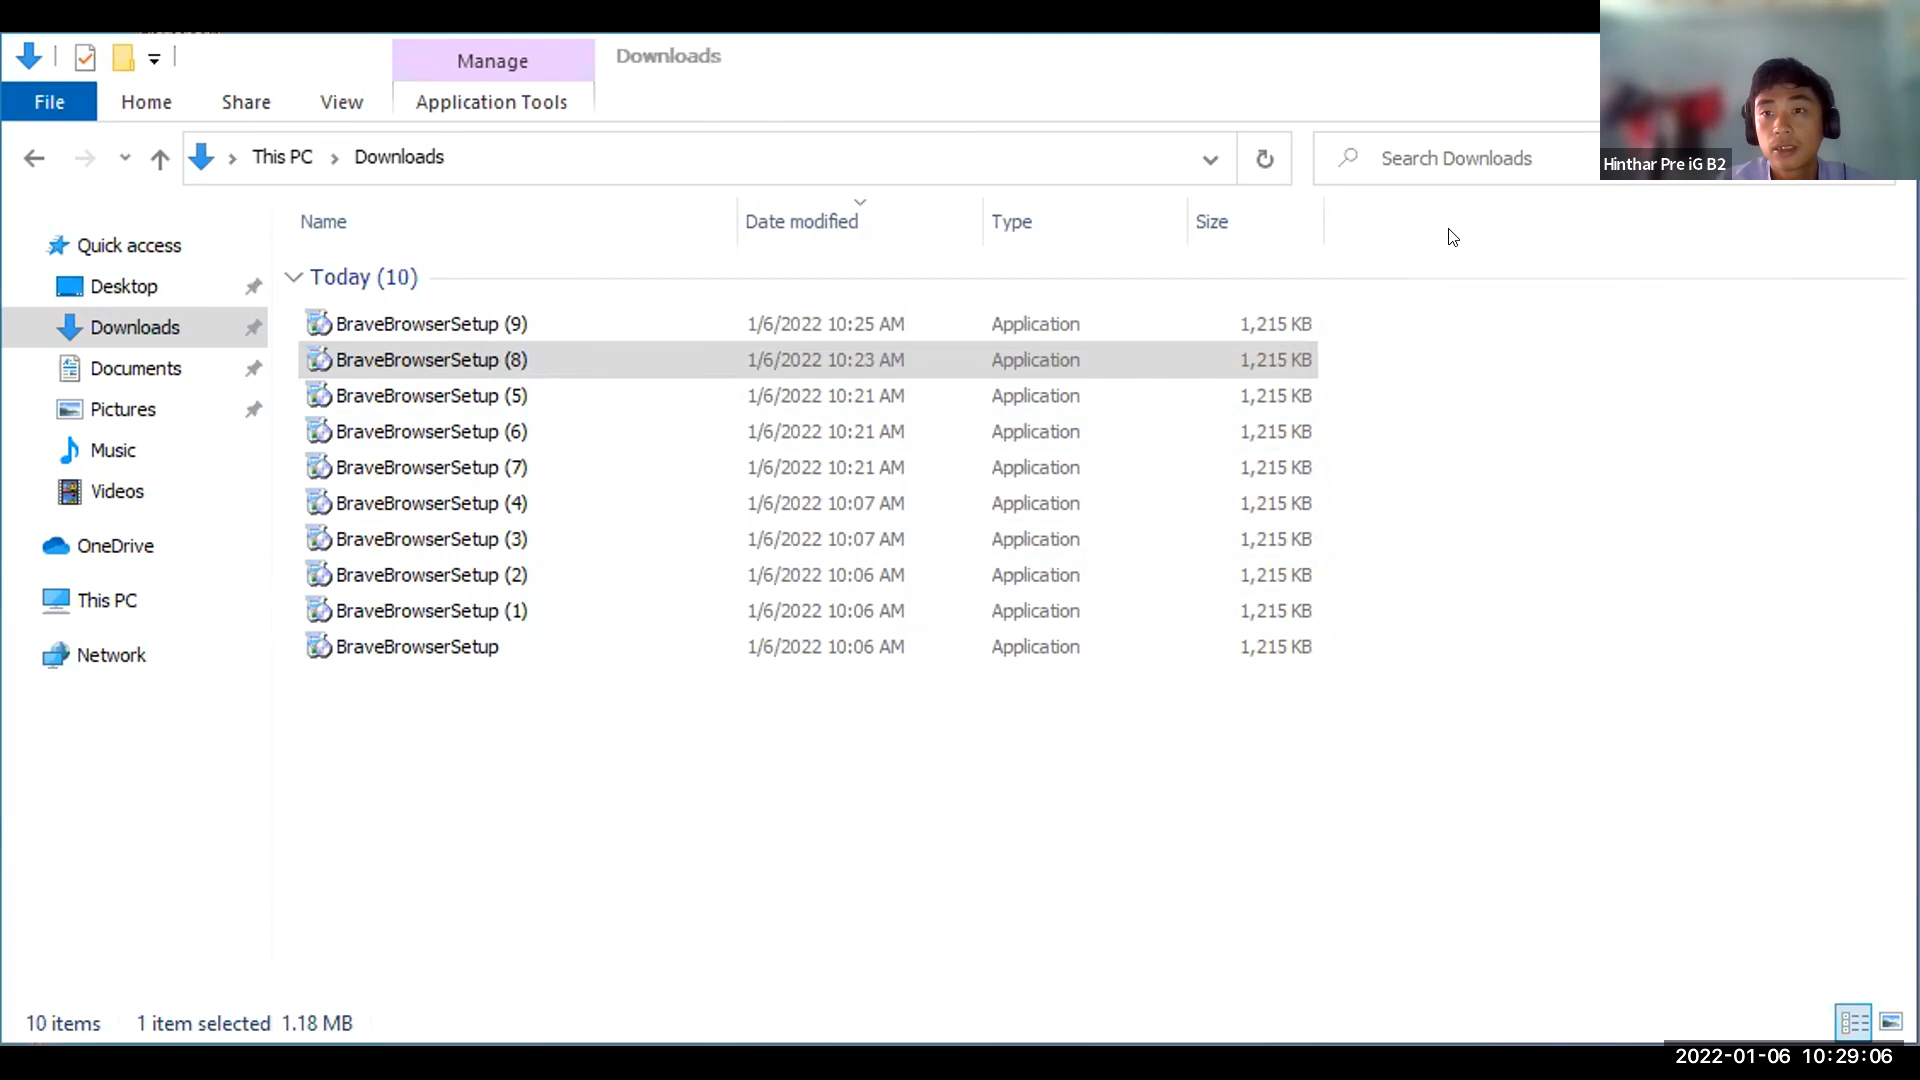 Manage
Downloads
File
Home
Share
View
Application Tools
This PC
Downloads
Search Downloads
Hinthar Pre iG B2
Name
Date modified
Type
Size
Quick access
Desktop
Downloads
Documents
Pictures
Music
Videos
OneDrive
This PC
Network
Today (10)
BraveBrowserSetup (9) 1/6/2022 10:25 AM Application 1,215 KB
BraveBrowserSetup (8) 1/6/2022 10:23 AM Application 1,215 KB
BraveBrowserSetup (5) 1/6/2022 10:21 AM Application 1,215 KB
BraveBrowserSetup (6) 1/6/2022 10:21 AM Application 1,215 KB
BraveBrowserSetup (7) 1/6/2022 10:21 AM Application 1,215 KB
BraveBrowserSetup (4) 1/6/2022 10:07 AM Application 1,215 KB
BraveBrowserSetup (3) 1/6/2022 10:07 AM Application 1,215 KB
BraveBrowserSetup (2) 1/6/2022 10:06 AM Application 1,215 KB
BraveBrowserSetup (1) 1/6/2022 10:06 AM Application 1,215 KB
BraveBrowserSetup 1/6/2022 10:06 AM Application 1,215 KB
10 items 1 item selected 1.18 MB
2022-01-06 10:29:06